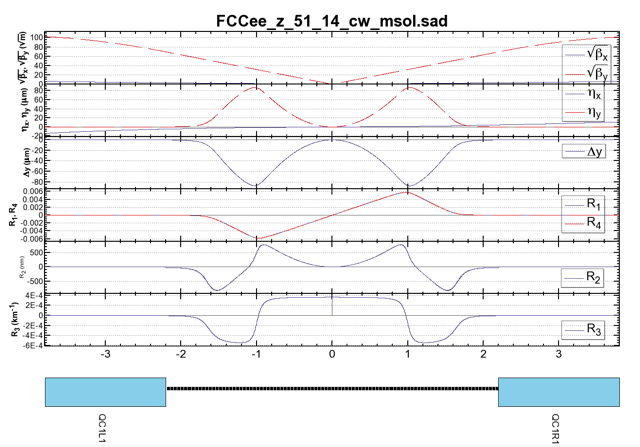 FCCee_z_51_14_cw_msol.sad
√βx, √βy (√m)
100
80
60
40
20
0
√βx
√βy
ηx, ηy (μm)
80
60
40
20
0
ηx
ηy
Δy (μm)
0
-20
-40
-60
-80
Δy
R1, R4
0.006
0.004
0.002
0
-0.002
-0.004
-0.006
R1
R4
R2 (nm)
500
0
-500
R2
R3 (km⁻¹)
4E-4
2E-4
0
-2E-4
-4E-4
-6E-4
R3
-3 -2 -1 0 1 2 3
QC1L1
QC1R1